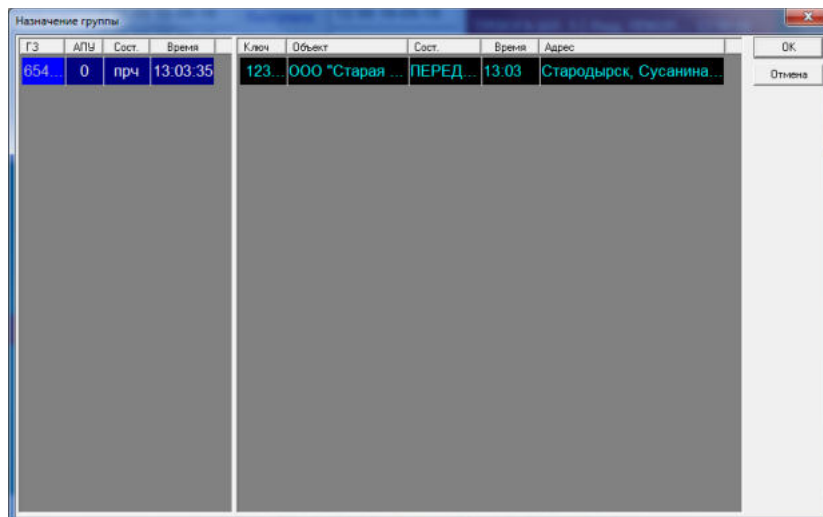 Назначение группы
ГЗ АПУ Сост. Время Ключ Объект Сост. Время Адрес OK
654... 0 прч 13:03:35 123... ООО "Старая ... ПЕРЕД... 13:03 Стародырск, Сусанина...
Отмена